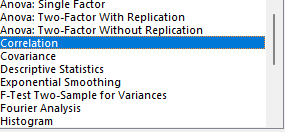 Anova: Single Factor
Anova: Two-Factor With Replication
Anova: Two-Factor Without Replication
Correlation
Covariance
Descriptive Statistics
Exponential Smoothing
F-Test Two-Sample for Variances
Fourier Analysis
Histogram